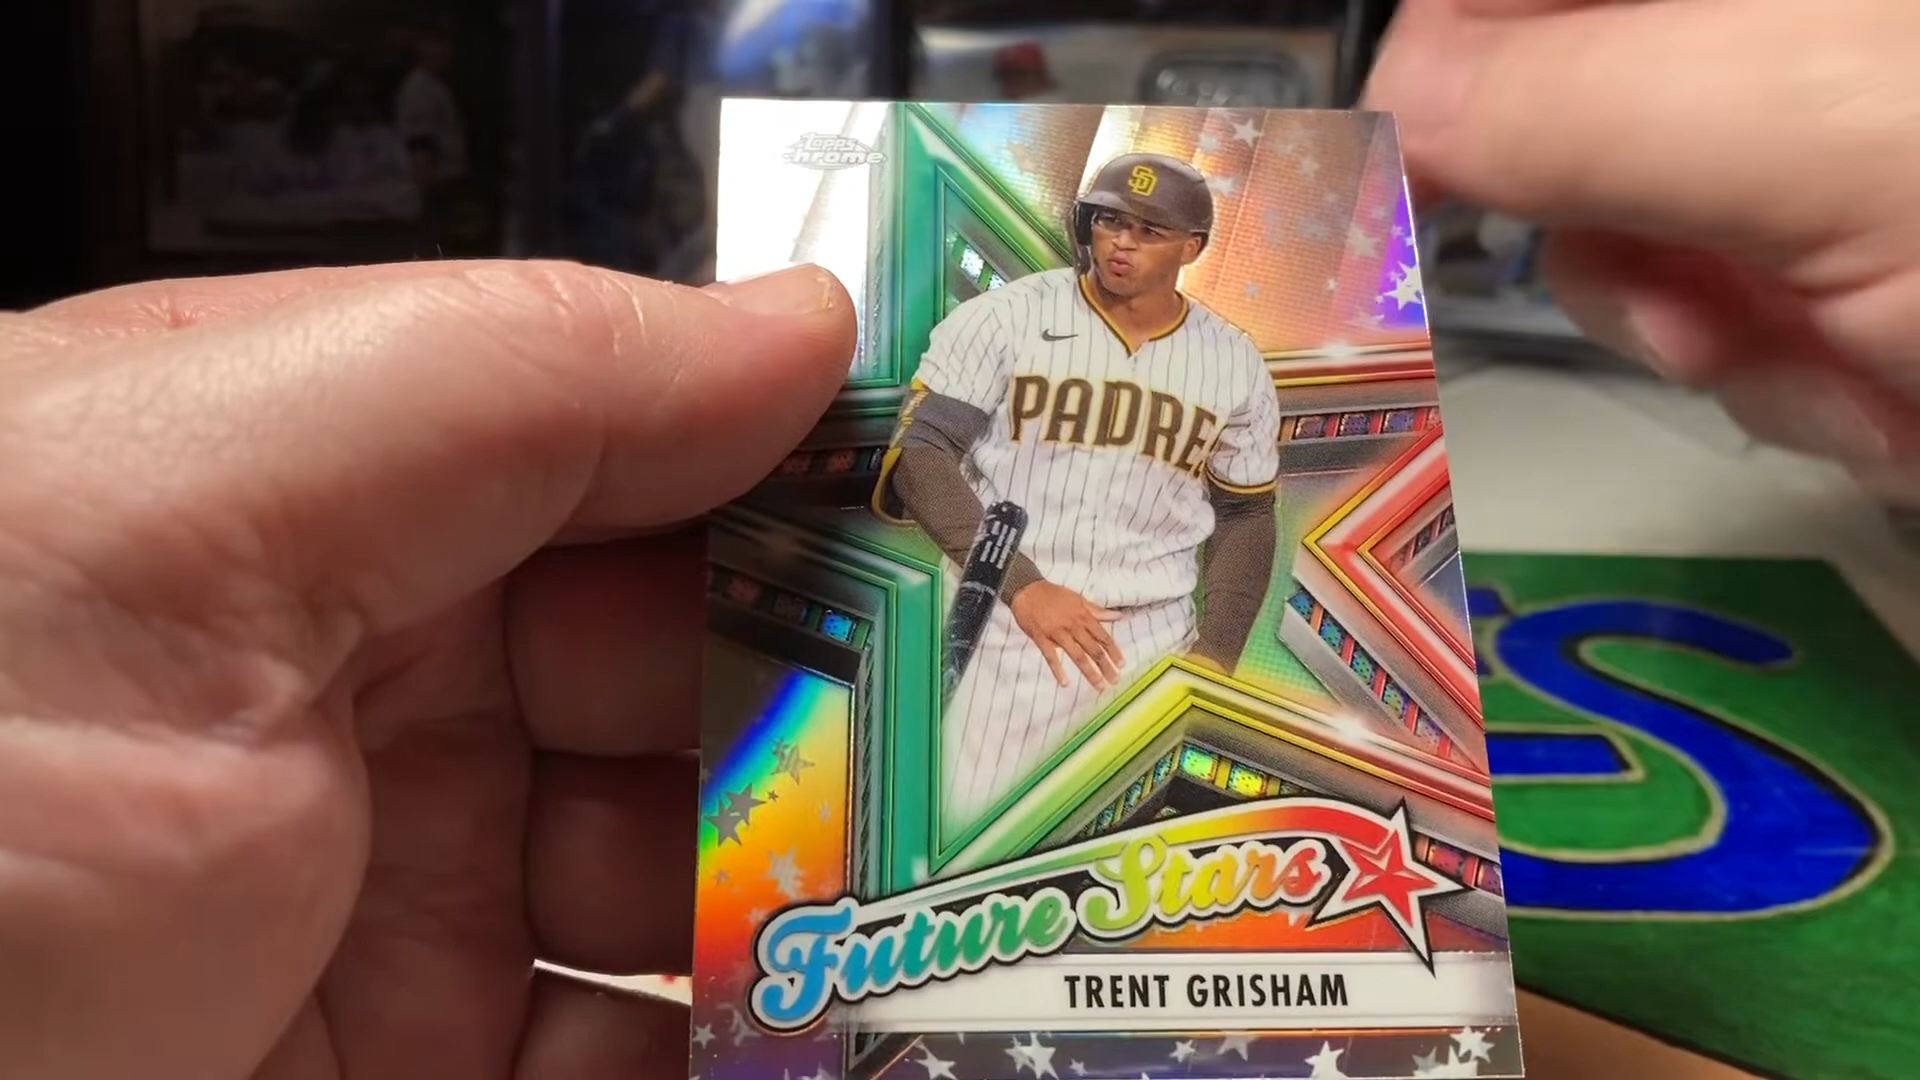 Topps
Chrome
SD
PADRES
Future Stars
TRENT GRISHAM
S